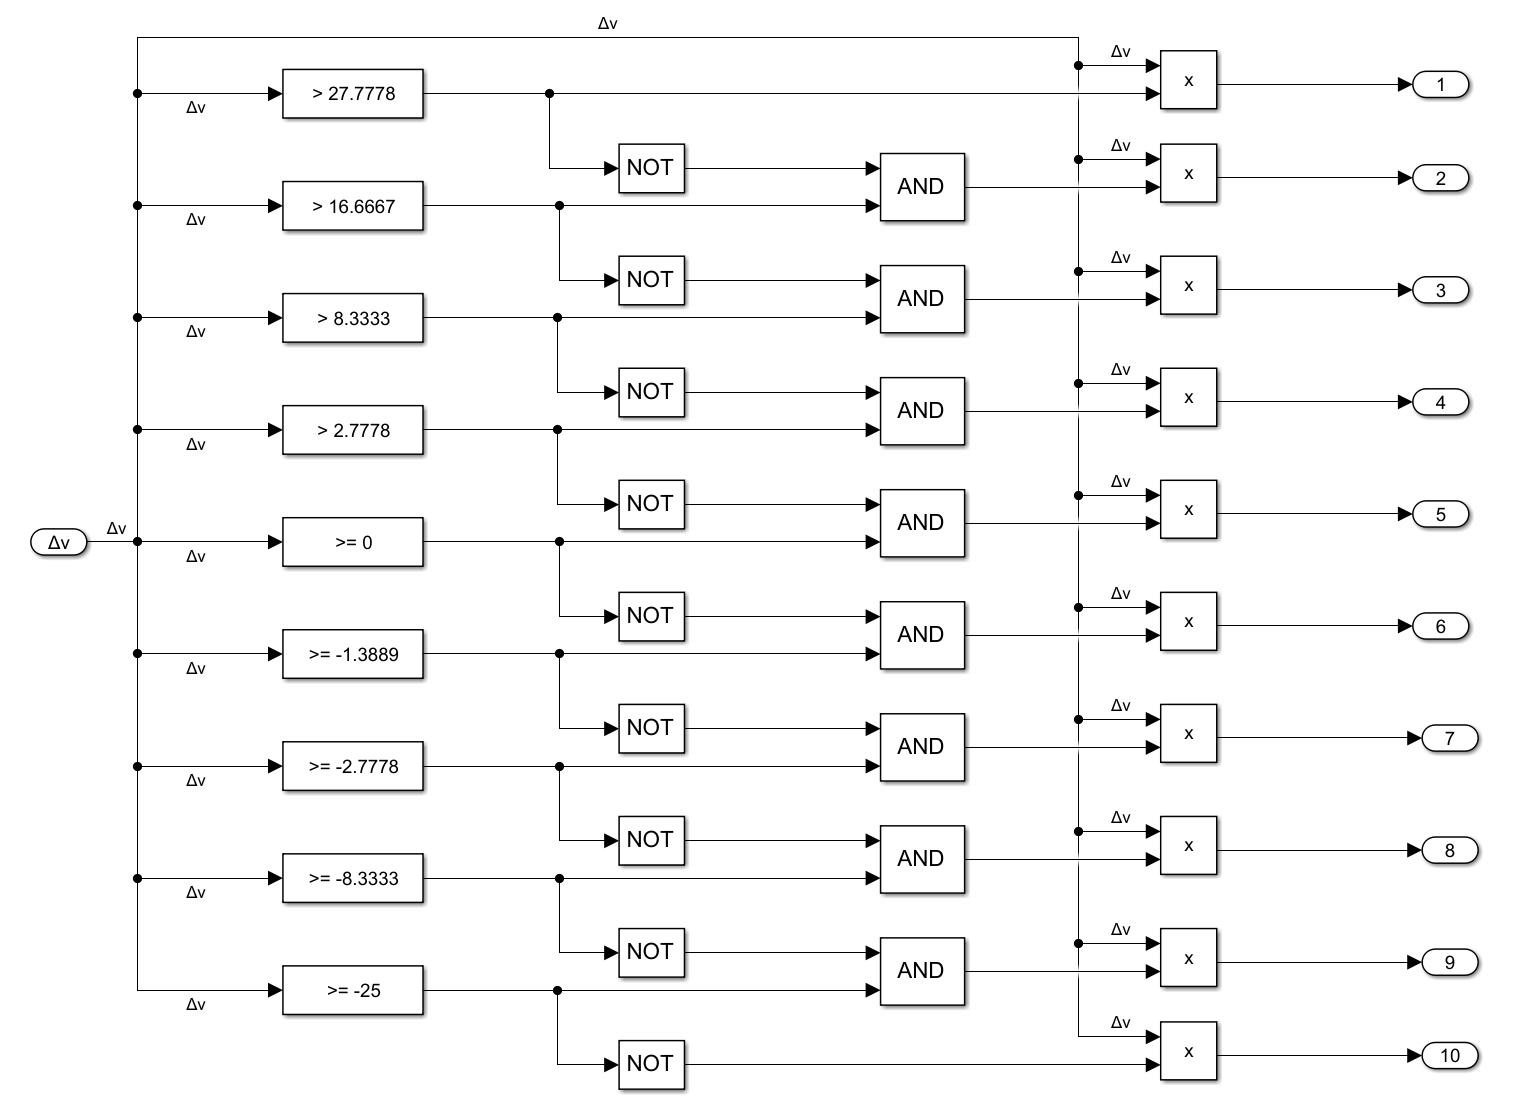 Δv
Δv
x
1
> 27.7778
Δv
Δv
x
2
NOT
AND
> 16.6667
Δv
Δv
x
3
NOT
AND
> 8.3333
Δv
Δv
x
4
NOT
AND
> 2.7778
Δv
Δv
x
5
NOT
AND
Δv
Δv
>= 0
Δv
Δv
x
6
NOT
AND
>= -1.3889
Δv
Δv
x
7
NOT
AND
>= -2.7778
Δv
Δv
x
8
NOT
AND
>= -8.3333
Δv
Δv
x
9
NOT
AND
>= -25
Δv
Δv
x
10
NOT